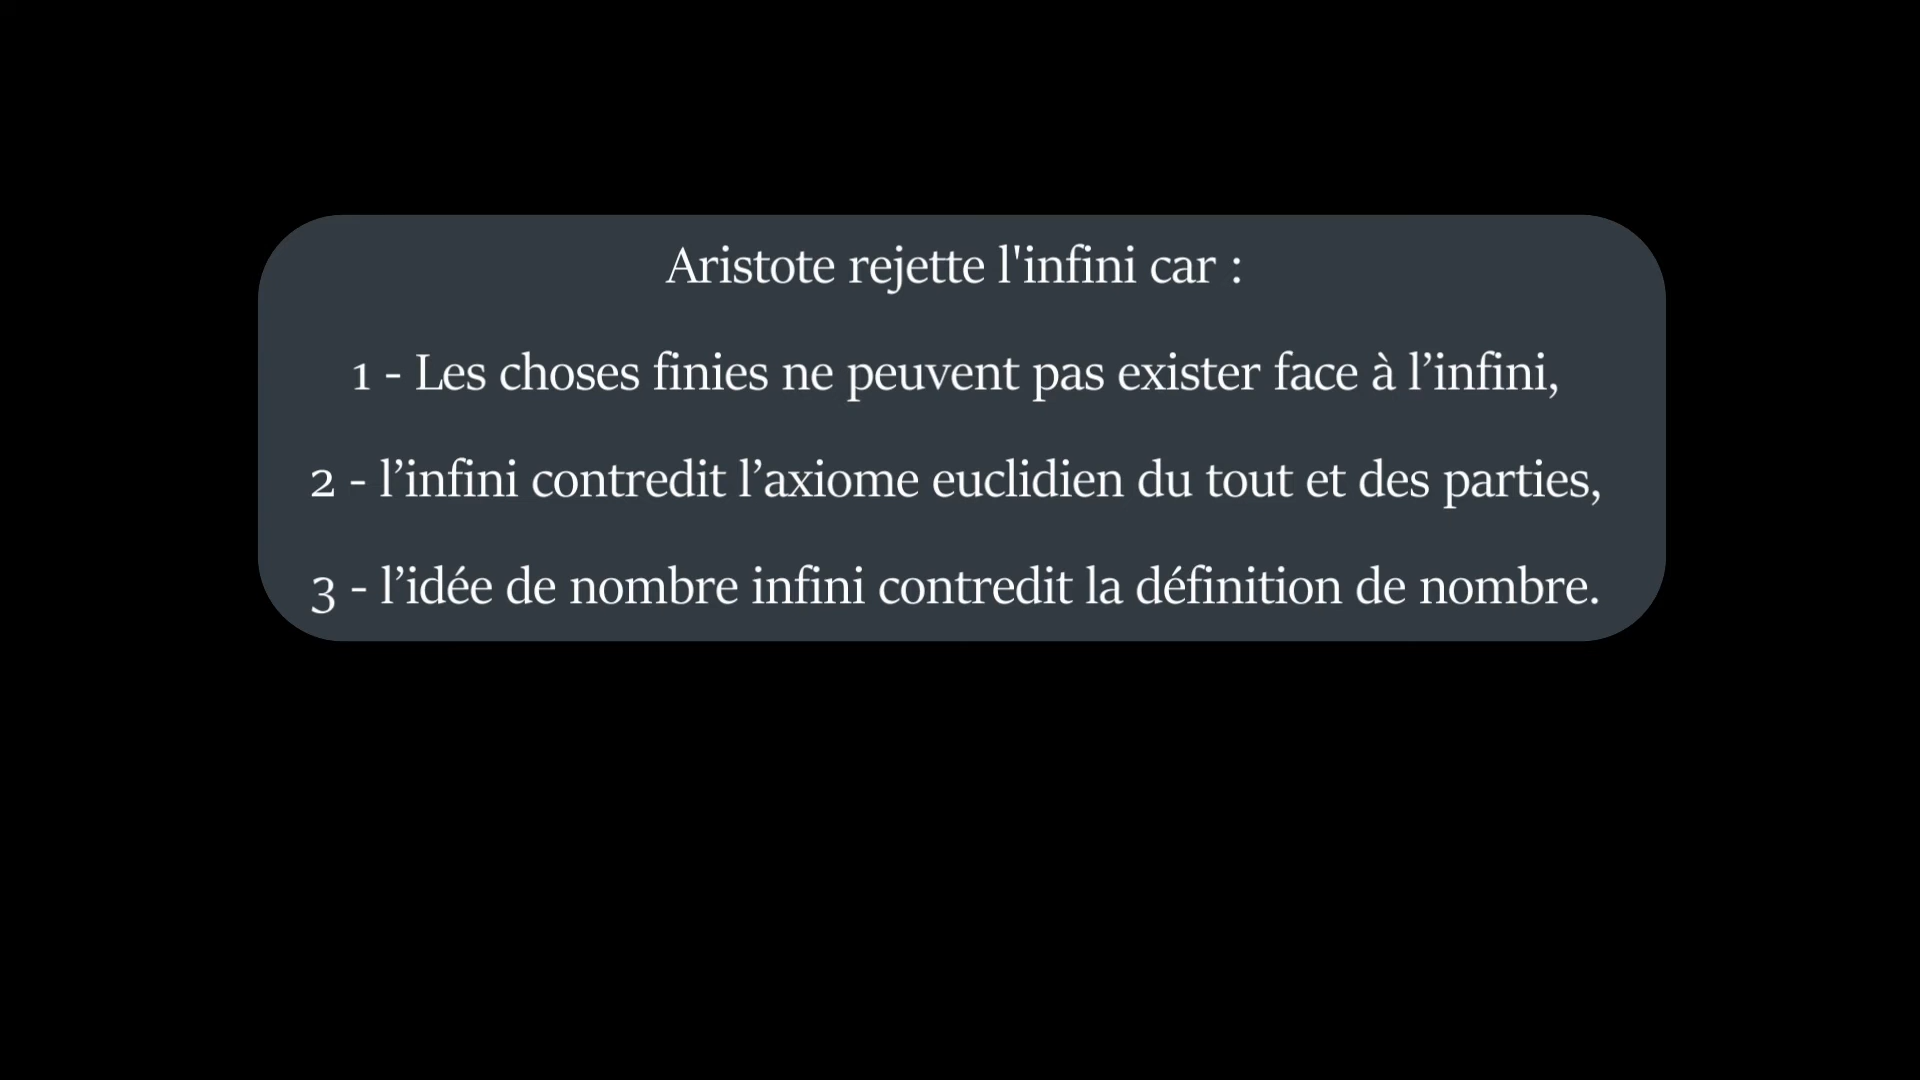 Aristote rejette l'infini car :
1 - Les choses finies ne peuvent pas exister face à l’infini,
2 - l’infini contredit l’axiome euclidien du tout et des parties,
3 - l’idée de nombre infini contredit la définition de nombre.